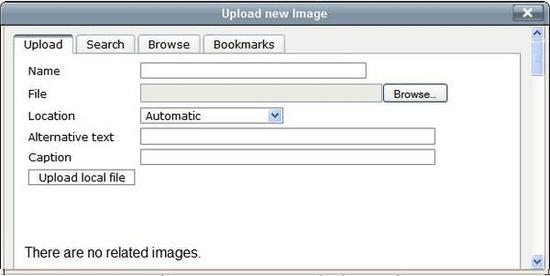 Upload new Image
Upload Search Browse Bookmarks
Name
File Browse...
Location Automatic
Alternative text
Caption
Upload local file
There are no related images.